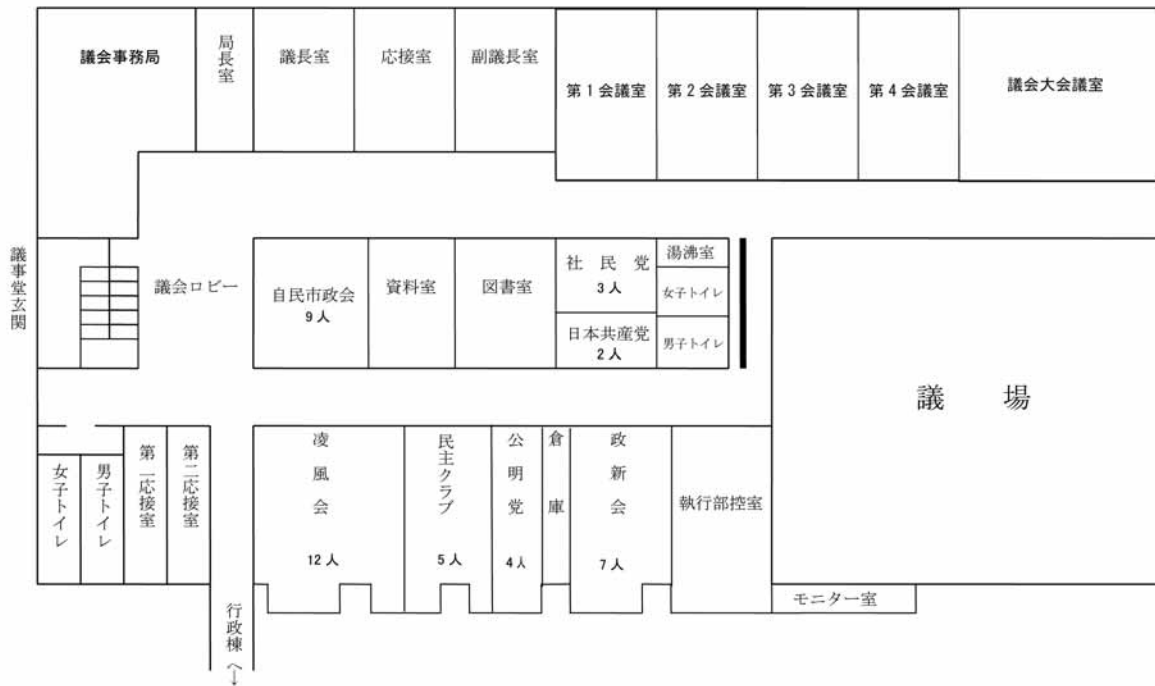 議会事務局
局長室
議長室
応接室
副議長室
第1会議室
第2会議室
第3会議室
第4会議室
議会大会議室
議事堂玄関
議会ロビー
自民市政会
9人
資料室
図書室
社民党
3人
日本共産党
2人
湯沸室
女子トイレ
男子トイレ
議場
女子トイレ
男子トイレ
第一応接室
第二応接室
凌風会
12人
民主クラブ
5人
公明党
4人
倉庫
政新会
7人
執行部控室
モニター室
行政棟へ↓